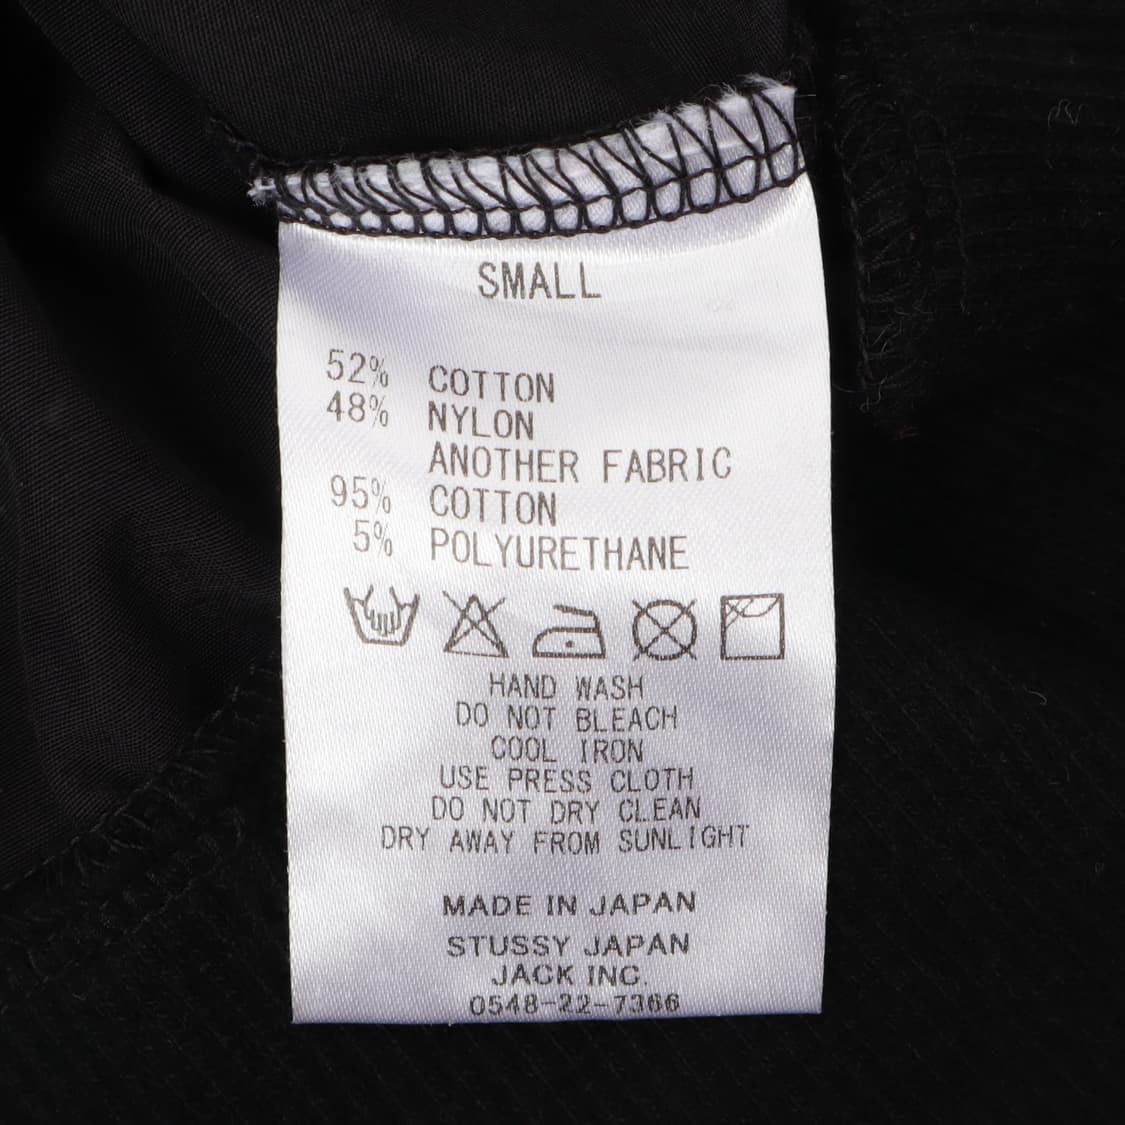 SMALL
52% COTTON
48% NYLON
ANOTHER FABRIC
95% COTTON
5% POLYURETHANE
HAND WASH
DO NOT BLEACH
COOL IRON
USE PRESS CLOTH
DO NOT DRY CLEAN
DRY AWAY FROM SUNLIGHT
MADE IN JAPAN
STUSSY JAPAN
JACK INC.
0548-22-7366